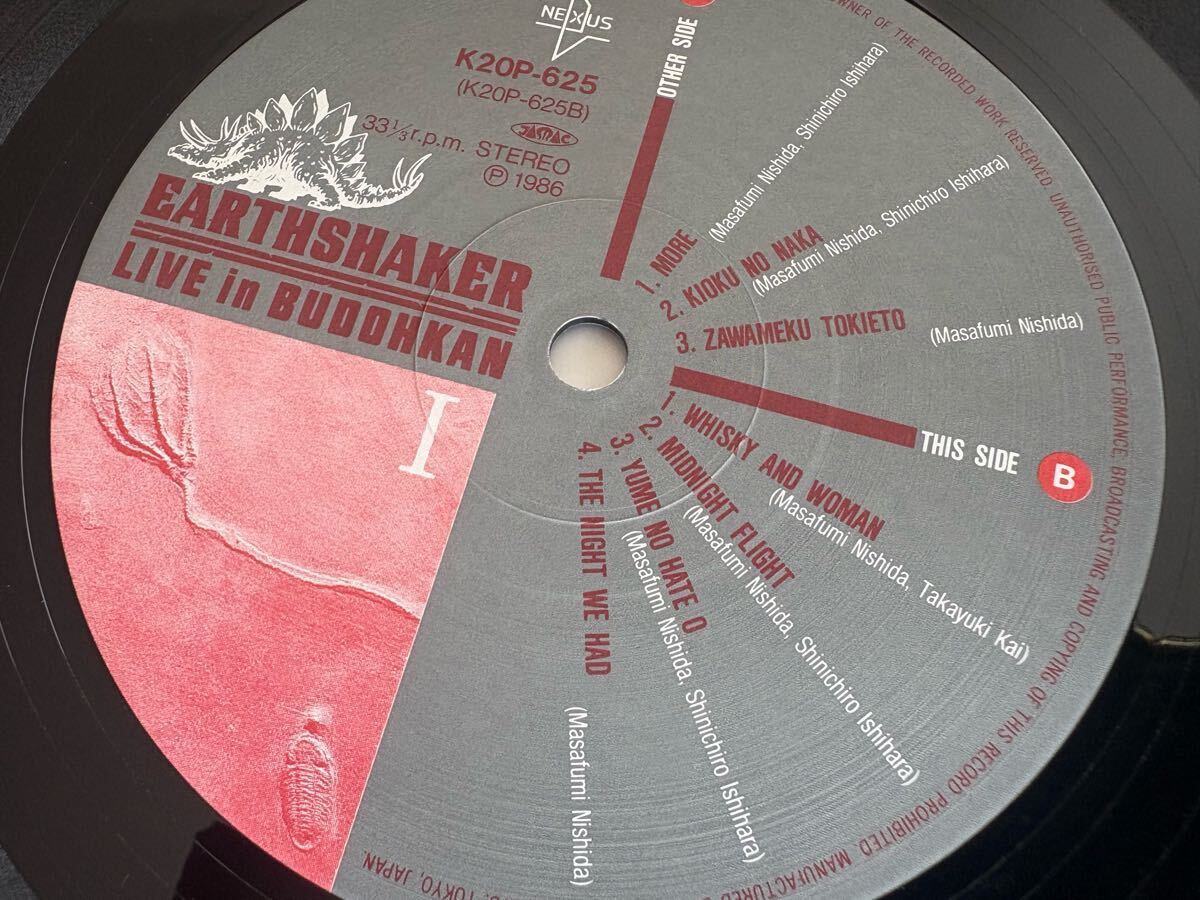 NEXUS
K20P-625
(K20P-625B)
JASRAC
33⅓ r.p.m. STEREO
℗ 1986
EARTHSHAKER
LIVE in BUDOHKAN
I
OTHER SIDE
1. MORE
(Masafumi Nishida, Shinichiro Ishihara)
2. KIOKU NO NAKA
(Masafumi Nishida, Shinichiro Ishihara)
3. ZAWAMEKU TOKIETO
(Masafumi Nishida)
THIS SIDE B
1. WHISKY AND WOMAN
(Masafumi Nishida, Takayuki Kai)
2. MIDNIGHT FLIGHT
(Masafumi Nishida, Shinichiro Ishihara)
3. YUME NO HATE O
(Masafumi Nishida, Shinichiro Ishihara)
4. THE NIGHT WE HAD
(Masafumi Nishida)
OWNER OF THE RECORDED WORK RESERVED. UNAUTHORISED PUBLIC PERFORMANCE, BROADCASTING AND COPYING OF THIS RECORD PROHIBITED. MANUFACTURED
TOKYO, JAPAN.